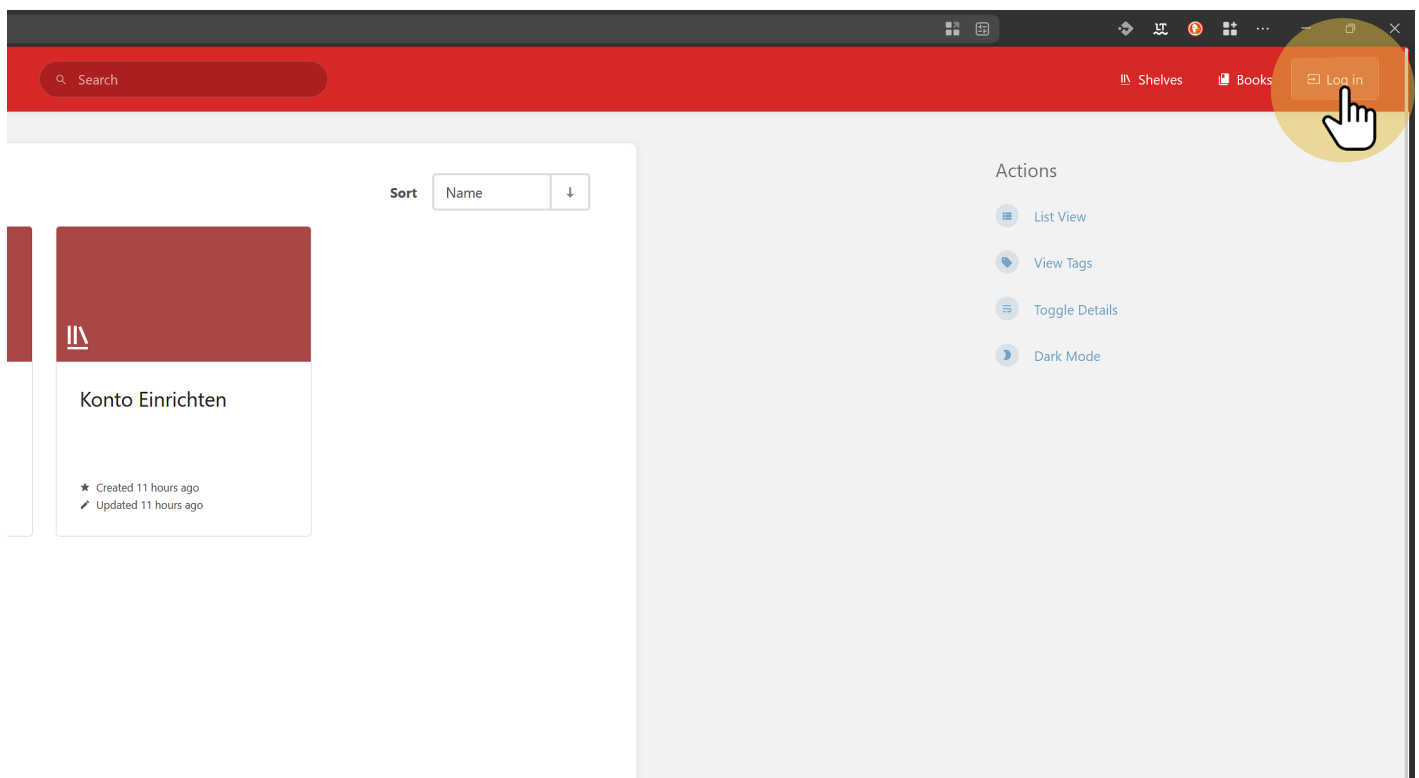 Search
Shelves
Books
Log in
Sort
Name
Actions
List View
View Tags
Toggle Details
Dark Mode
Konto Einrichten
Created 11 hours ago
Updated 11 hours ago